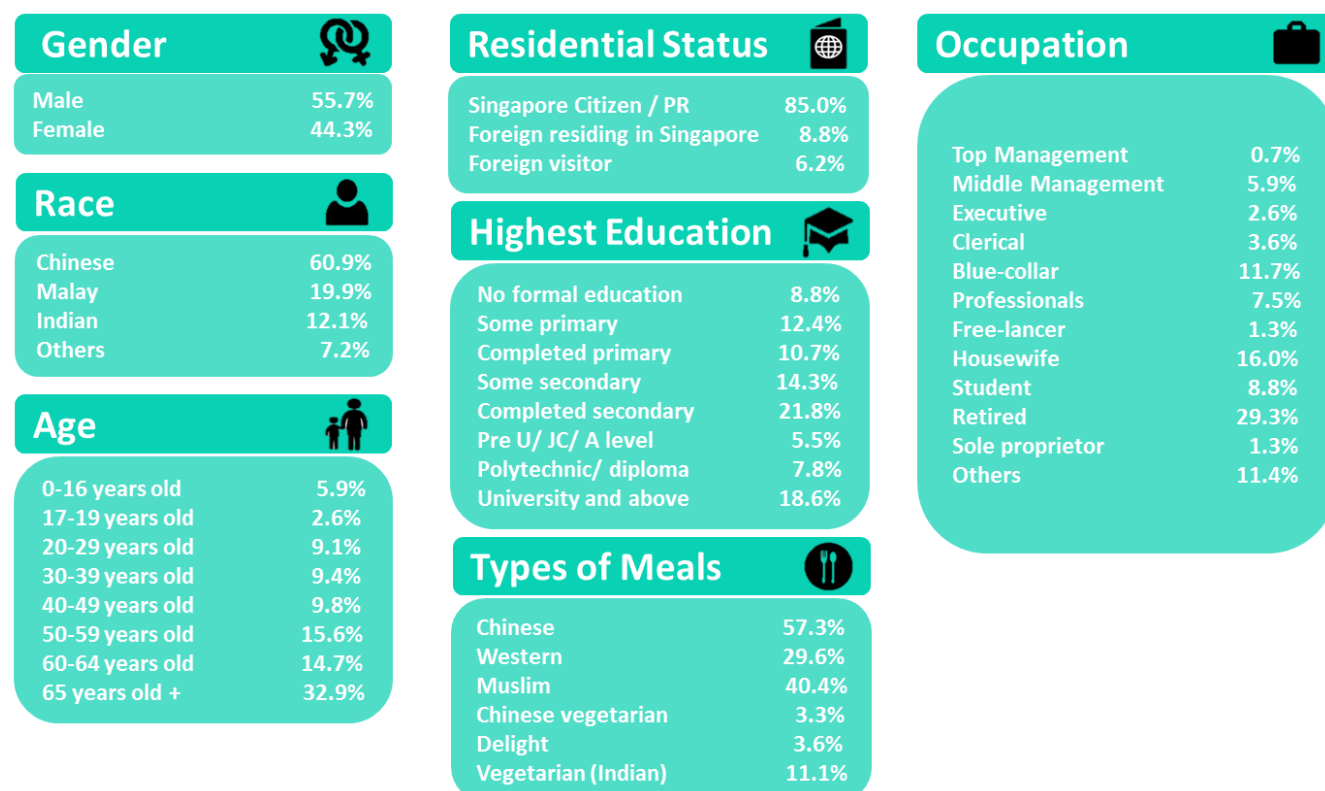 Gender
Male 55.7%
Female 44.3%
Race
Chinese 60.9%
Malay 19.9%
Indian 12.1%
Others 7.2%
Age
0-16 years old 5.9%
17-19 years old 2.6%
20-29 years old 9.1%
30-39 years old 9.4%
40-49 years old 9.8%
50-59 years old 15.6%
60-64 years old 14.7%
65 years old + 32.9%
Residential Status
Singapore Citizen / PR 85.0%
Foreign residing in Singapore 8.8%
Foreign visitor 6.2%
Highest Education
No formal education 8.8%
Some primary 12.4%
Completed primary 10.7%
Some secondary 14.3%
Completed secondary 21.8%
Pre U/ JC/ A level 5.5%
Polytechnic/ diploma 7.8%
University and above 18.6%
Types of Meals
Chinese 57.3%
Western 29.6%
Muslim 40.4%
Chinese vegetarian 3.3%
Delight 3.6%
Vegetarian (Indian) 11.1%
Occupation
Top Management 0.7%
Middle Management 5.9%
Executive 2.6%
Clerical 3.6%
Blue-collar 11.7%
Professionals 7.5%
Free-lancer 1.3%
Housewife 16.0%
Student 8.8%
Retired 29.3%
Sole proprietor 1.3%
Others 11.4%